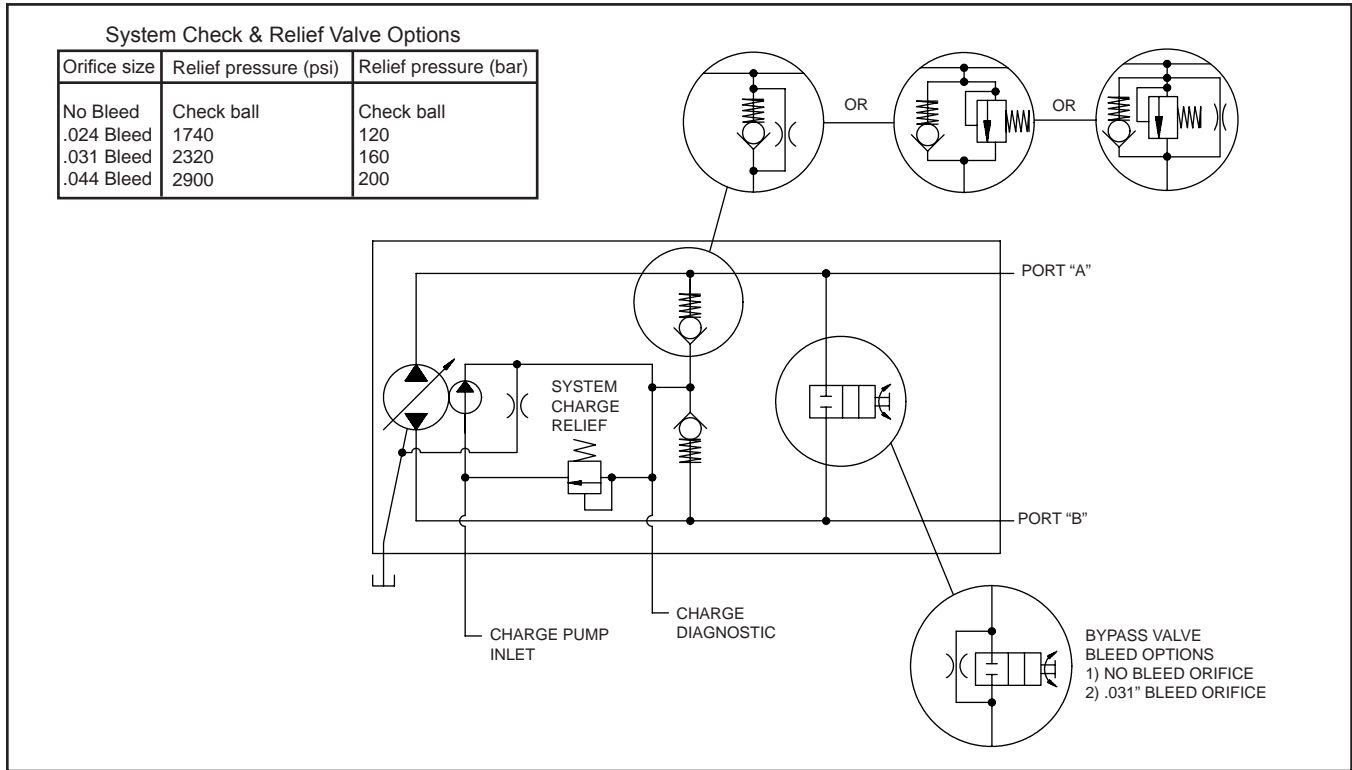 System Check & Relief Valve Options
Orifice size Relief pressure (psi) Relief pressure (bar)
No Bleed Check ball Check ball
.024 Bleed 1740 120
.031 Bleed 2320 160
.044 Bleed 2900 200
OR
OR
PORT “A”
SYSTEM
CHARGE
RELIEF
PORT “B”
CHARGE PUMP
INLET
CHARGE
DIAGNOSTIC
BYPASS VALVE
BLEED OPTIONS
1) NO BLEED ORIFICE
2) .031” BLEED ORIFICE